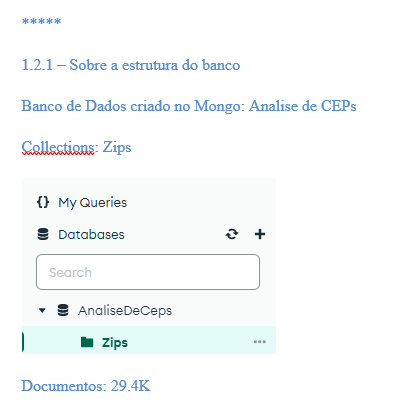 *****
1.2.1 – Sobre a estrutura do banco
Banco de Dados criado no Mongo: Analise de CEPs
Collections: Zips
{} My Queries
Databases
Search
AnaliseDeCeps
Zips
Documentos: 29.4K